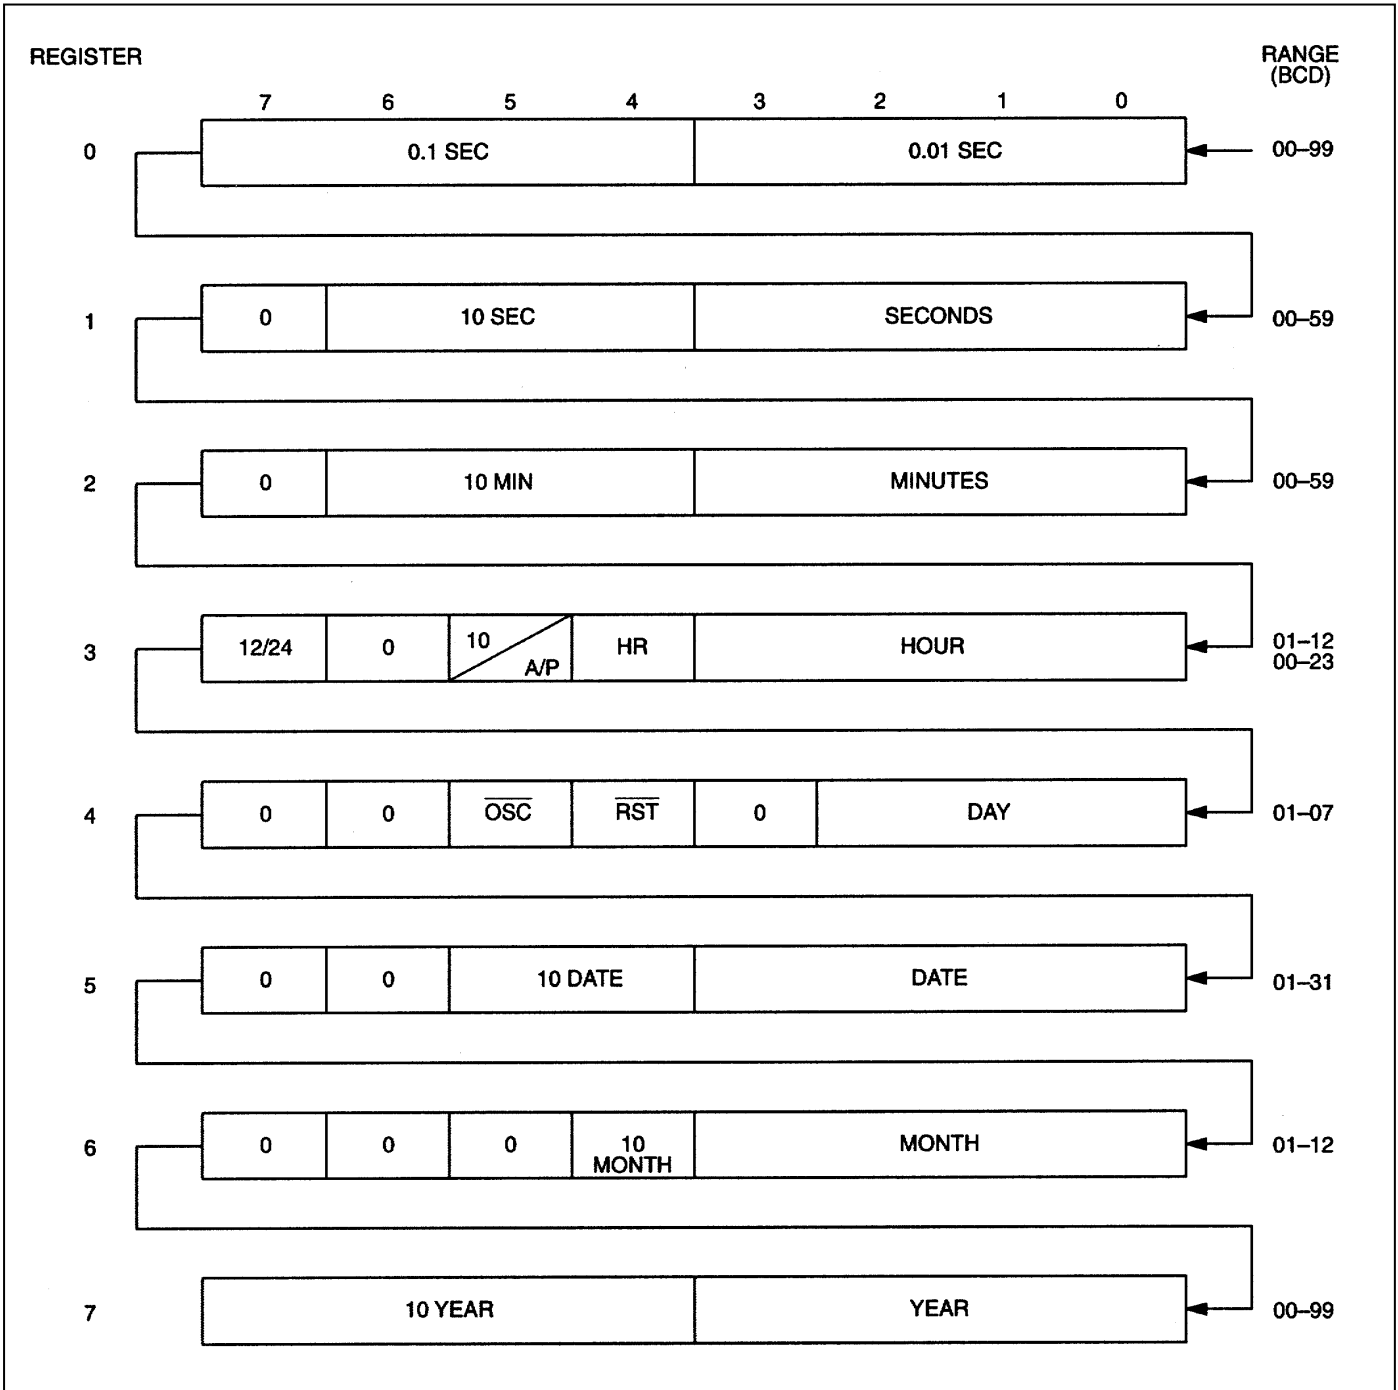 REGISTER
RANGE
(BCD)
7 6 5 4 3 2 1 0
0 0.1 SEC 0.01 SEC 00–99
1 0 10 SEC SECONDS 00–59
2 0 10 MIN MINUTES 00–59
3 12/24 0 10 A/P HR HOUR 01–12
00–23
4 0 0 O̅S̅C̅ R̅S̅T̅ 0 DAY 01–07
5 0 0 10 DATE DATE 01–31
6 0 0 0 10 MONTH MONTH 01–12
7 10 YEAR YEAR 00–99